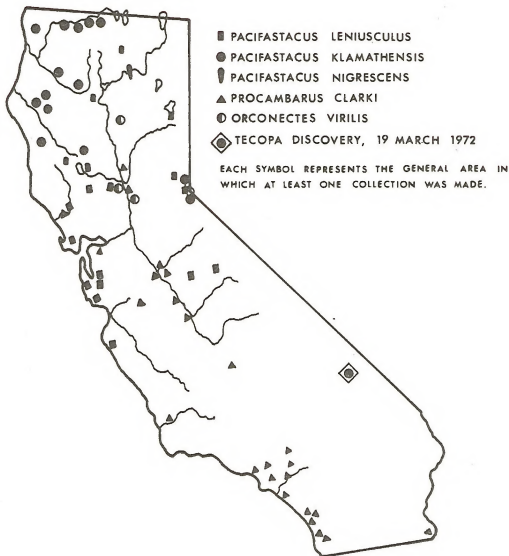 PACIFASTACUS LENIUSCULUS
PACIFASTACUS KLAMATHENSIS
PACIFASTACUS NIGRESCENS
PROCAMBARUS CLARKI
ORCONECTES VIRILIS
TECOPA DISCOVERY, 19 MARCH 1972
EACH SYMBOL REPRESENTS THE GENERAL AREA IN
WHICH AT LEAST ONE COLLECTION WAS MADE.